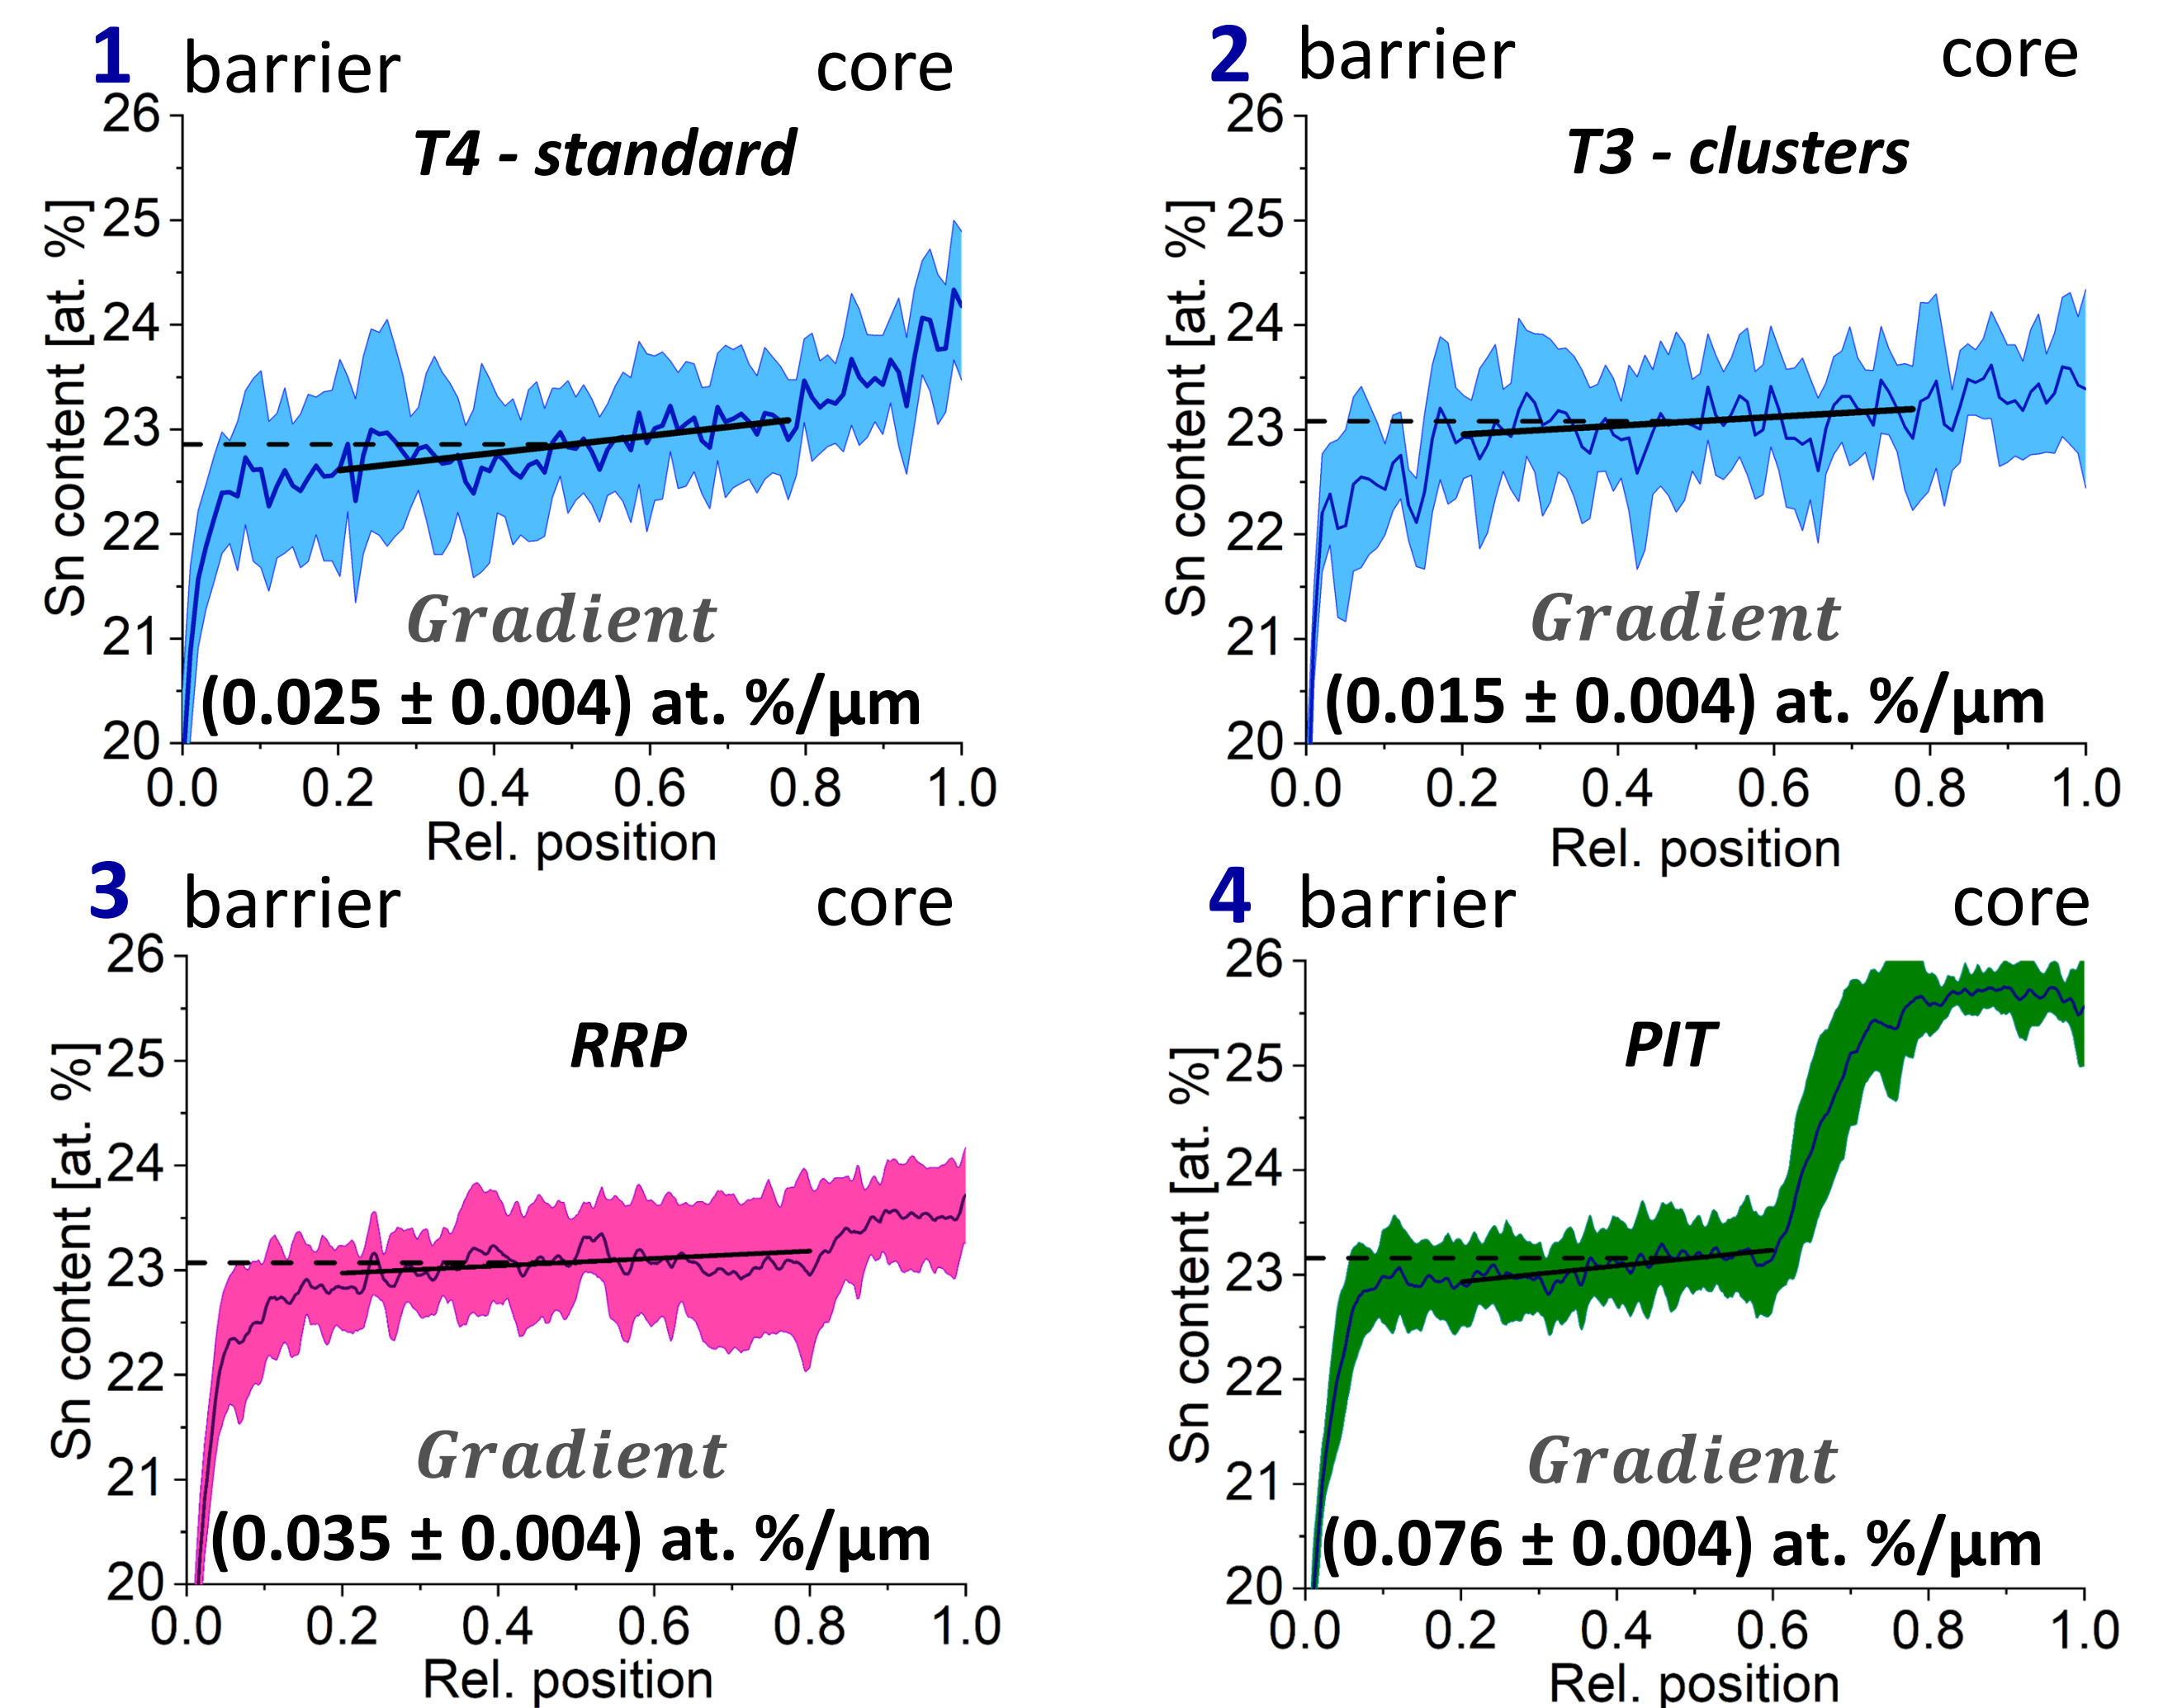 1 barrier core
T4 - standard
Sn content [at. %]
26
25
24
23
22
21
20
Gradient
(0.025 ± 0.004) at. %/µm
0.0 0.2 0.4 0.6 0.8 1.0
Rel. position
2 barrier core
T3 - clusters
Sn content [at. %]
26
25
24
23
22
21
20
Gradient
(0.015 ± 0.004) at. %/µm
0.0 0.2 0.4 0.6 0.8 1.0
Rel. position
3 barrier core
RRP
Sn content [at. %]
26
25
24
23
22
21
20
Gradient
(0.035 ± 0.004) at. %/µm
0.0 0.2 0.4 0.6 0.8 1.0
Rel. position
4 barrier core
PIT
Sn content [at. %]
26
25
24
23
22
21
20
Gradient
(0.076 ± 0.004) at. %/µm
0.0 0.2 0.4 0.6 0.8 1.0
Rel. position